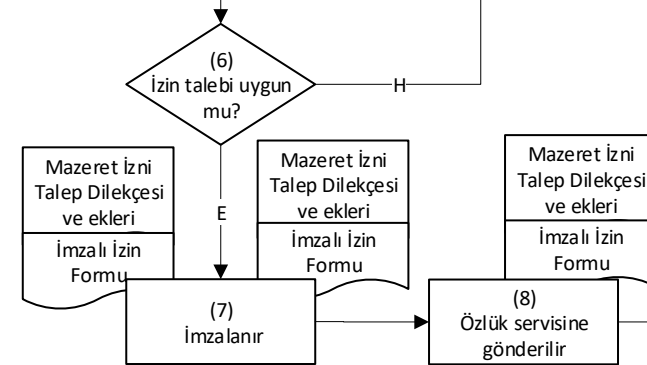 (6)
İzin talebi uygun
mu?
H
E
Mazeret İzni
Talep Dilekçesi
ve ekleri
İmzalı İzin
Formu
Mazeret İzni
Talep Dilekçesi
ve ekleri
İmzalı İzin
Formu
Mazeret İzni
Talep Dilekçesi
ve ekleri
İmzalı İzin
Formu
(7)
İmzalanır
(8)
Özlük servisine
gönderilir